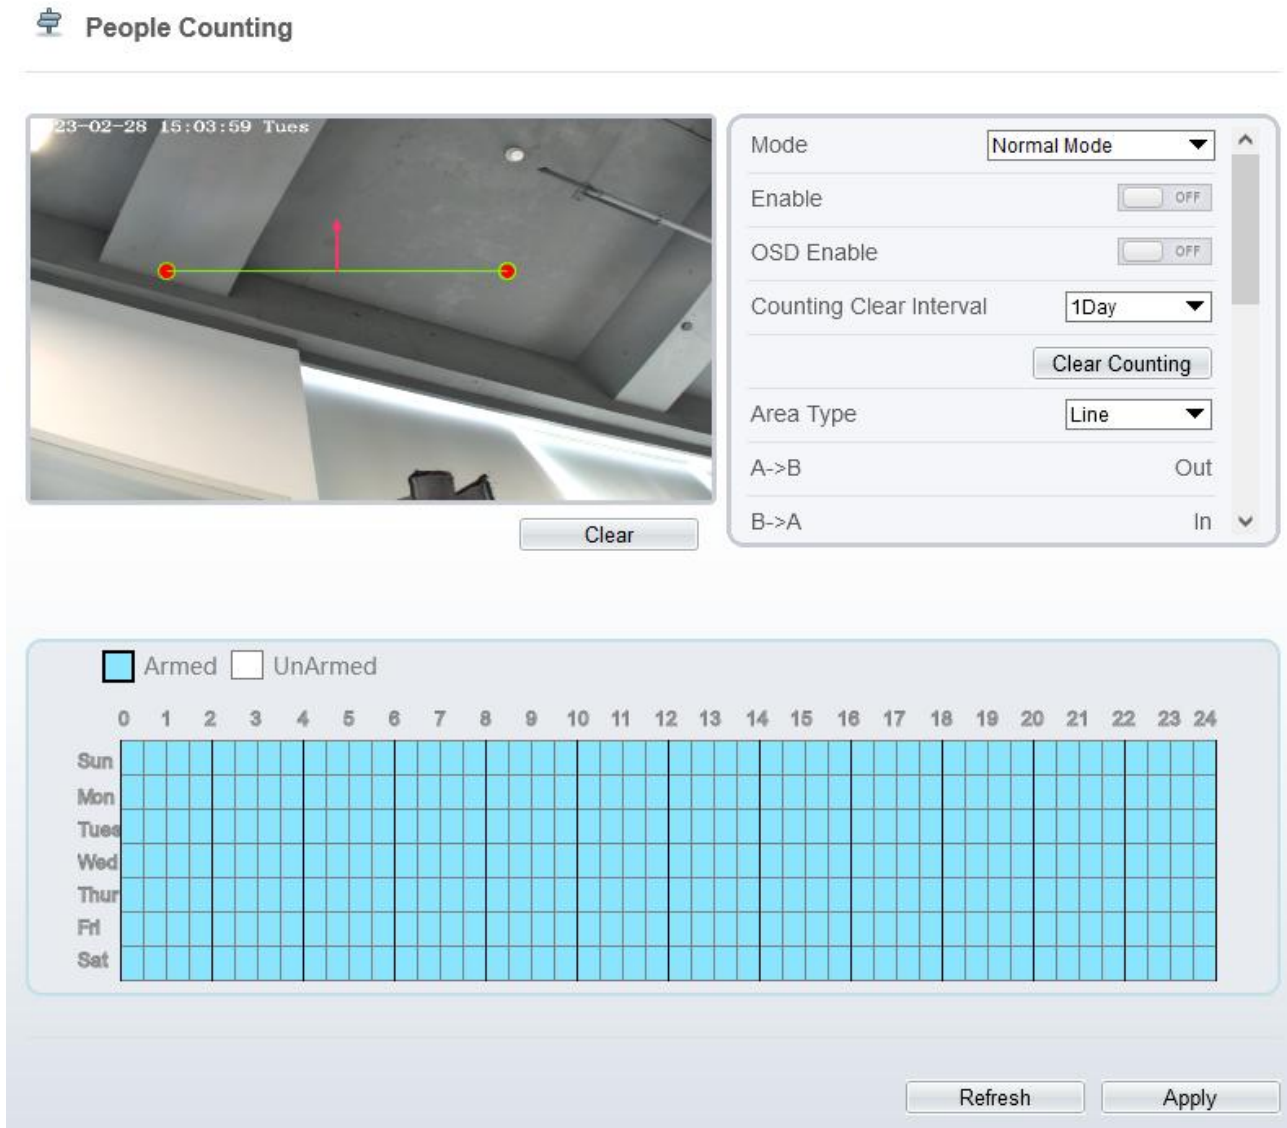 People Counting
23-02-28 15:03:59 Tues
Mode Normal Mode
Enable OFF
OSD Enable OFF
Counting Clear Interval 1Day
Clear Counting
Area Type Line
A->B Out
B->A In
Clear
Armed UnArmed
0 1 2 3 4 5 6 7 8 9 10 11 12 13 14 15 16 17 18 19 20 21 22 23 24
Sun
Mon
Tues
Wed
Thur
Fri
Sat
Refresh Apply